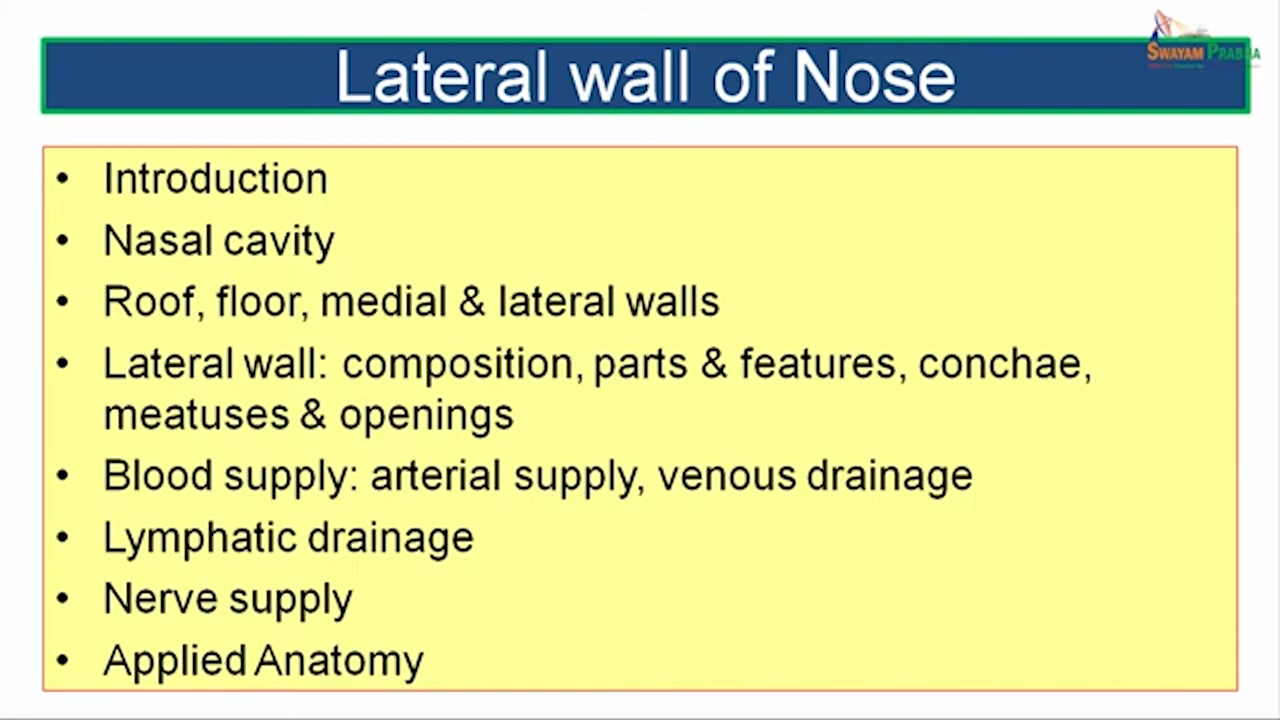 SWAYAM PRABHA
Lateral wall of Nose
• Introduction
• Nasal cavity
• Roof, floor, medial & lateral walls
• Lateral wall: composition, parts & features, conchae,
meatuses & openings
• Blood supply: arterial supply, venous drainage
• Lymphatic drainage
• Nerve supply
• Applied Anatomy